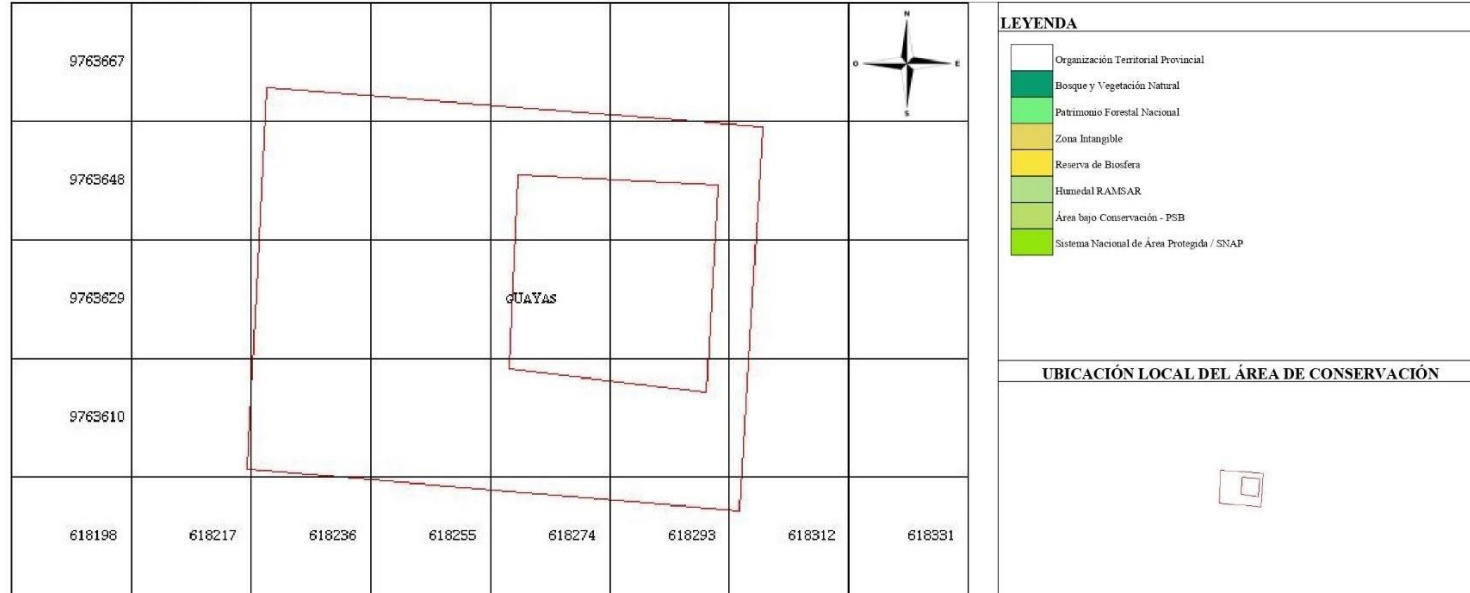 N
O
E
S
9763667
9763648
9763629
9763610
GUAYAS
618198 618217 618236 618255 618274 618293 618312 618331
LEYENDA
Organización Territorial Provincial
Bosque y Vegetación Natural
Patrimonio Forestal Nacional
Zona Intangible
Reserva de Biosfera
Humedal RAMSAR
Área bajo Conservación - PSB
Sistema Nacional de Área Protegida / SNAP
UBICACIÓN LOCAL DEL ÁREA DE CONSERVACIÓN